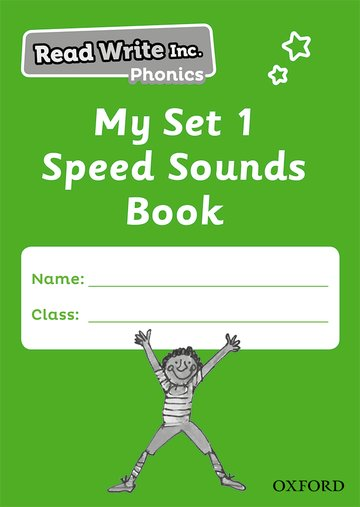 Read Write Inc.
Phonics
My Set 1
Speed Sounds
Book
Name:
Class:
OXFORD